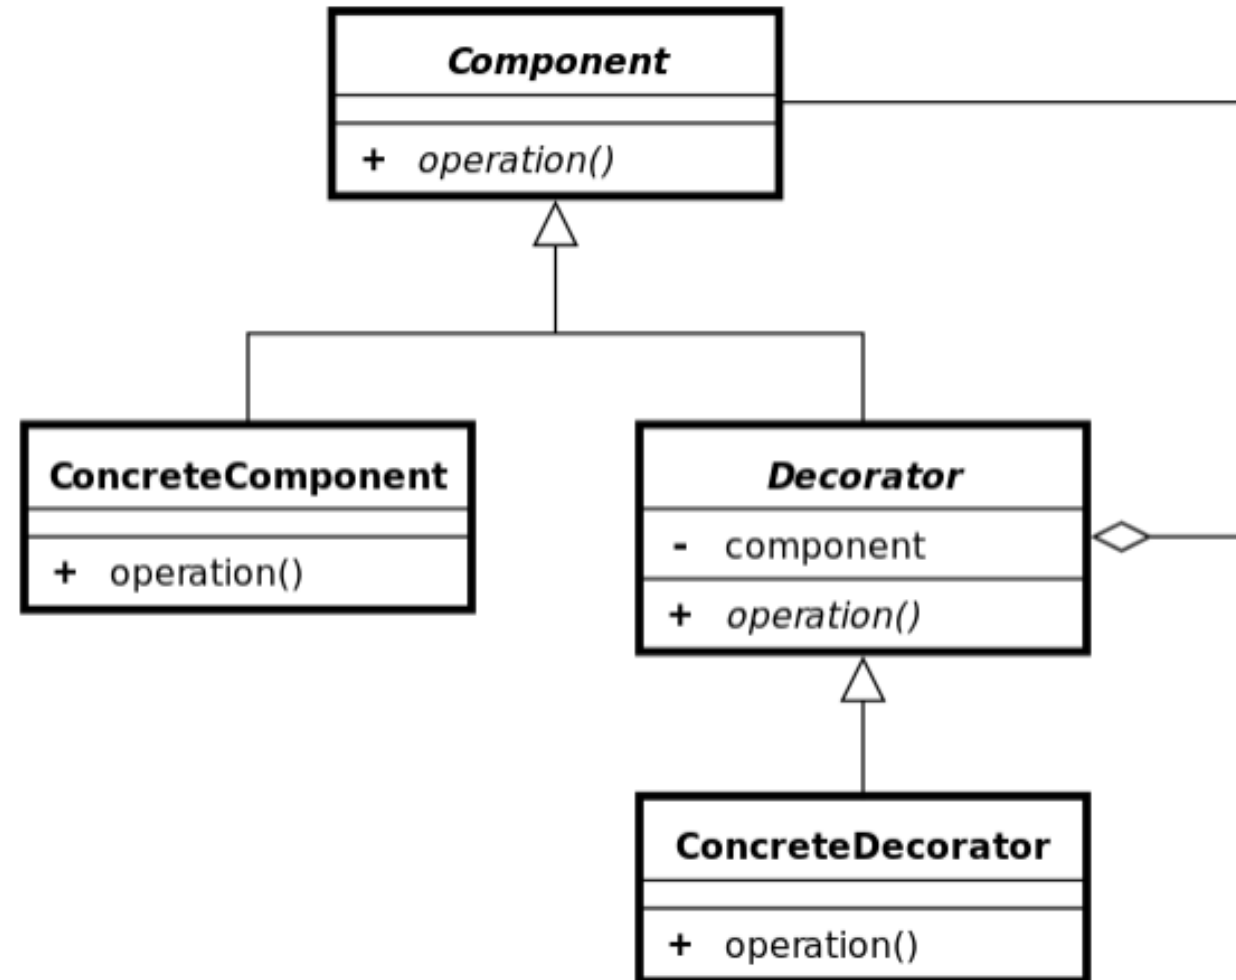 Component
+ operation()
ConcreteComponent
+ operation()
Decorator
- component
+ operation()
ConcreteDecorator
+ operation()